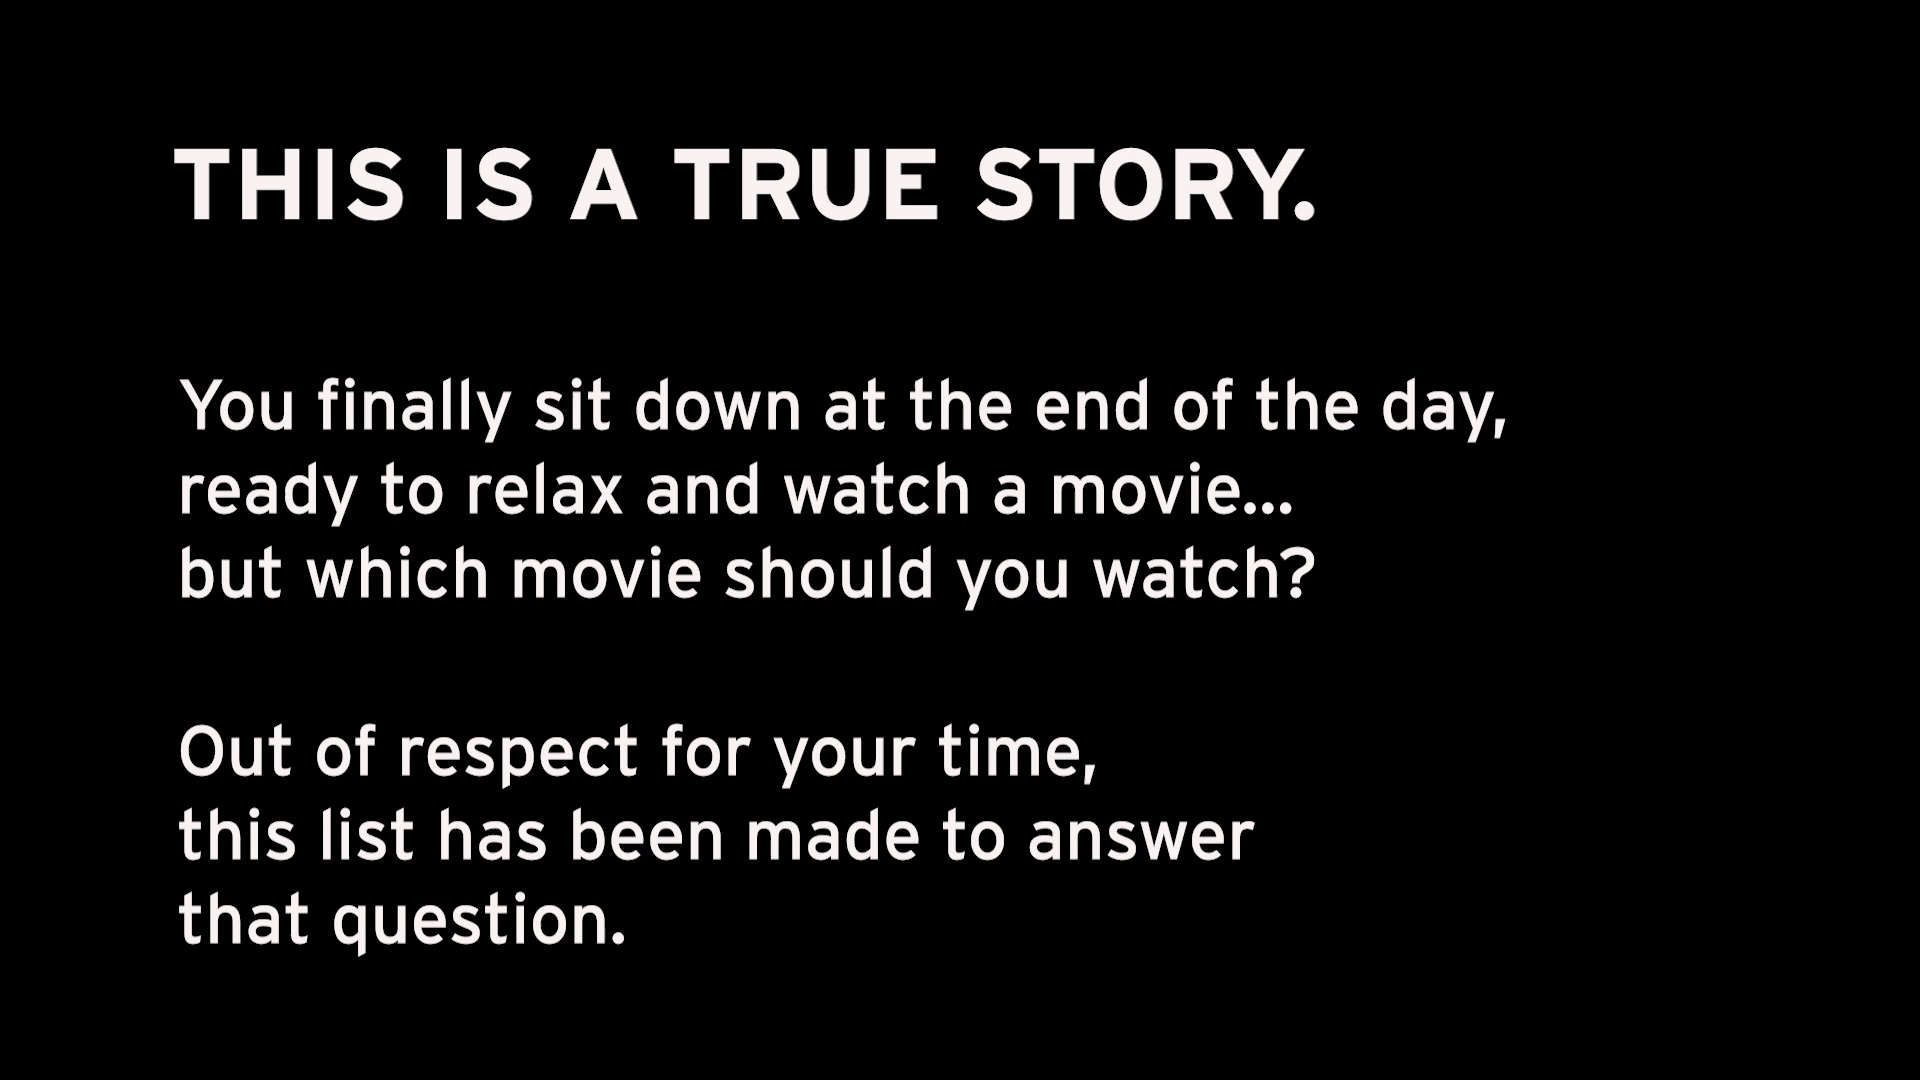 THIS IS A TRUE STORY.
You finally sit down at the end of the day,
ready to relax and watch a movie...
but which movie should you watch?
Out of respect for your time,
this list has been made to answer
that question.